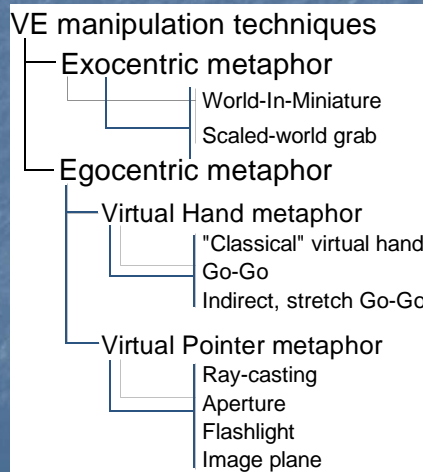 VE manipulation techniques
Exocentric metaphor
World-In-Miniature
Scaled-world grab
Egocentric metaphor
Virtual Hand metaphor
"Classical" virtual hand
Go-Go
Indirect, stretch Go-Go
Virtual Pointer metaphor
Ray-casting
Aperture
Flashlight
Image plane